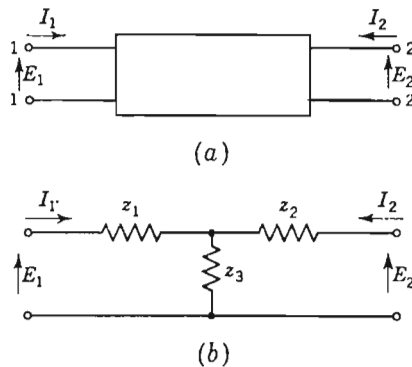 I₁ I₂
1 2
E₁ E₂
1 2
(a)
I₁ z₁ z₂ I₂
E₁ z₃ E₂
(b)